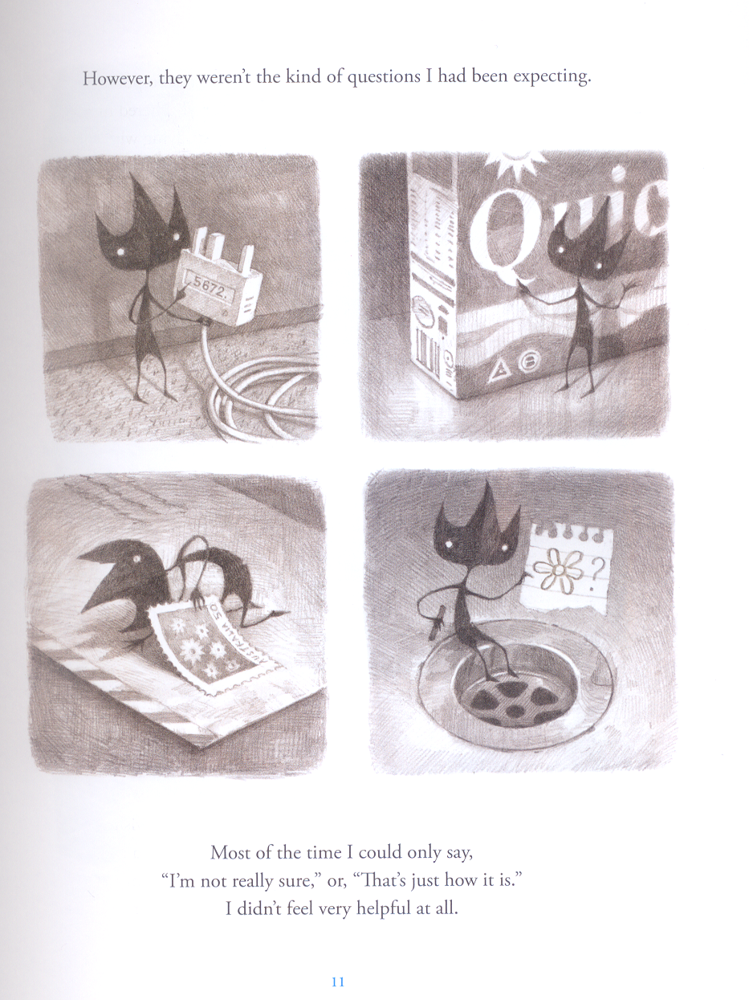 However, they weren't the kind of questions I had been expecting.
5672.
Quic
AUSTRALIA 50
?
Most of the time I could only say,
“I'm not really sure,” or, “That's just how it is.”
I didn't feel very helpful at all.
11